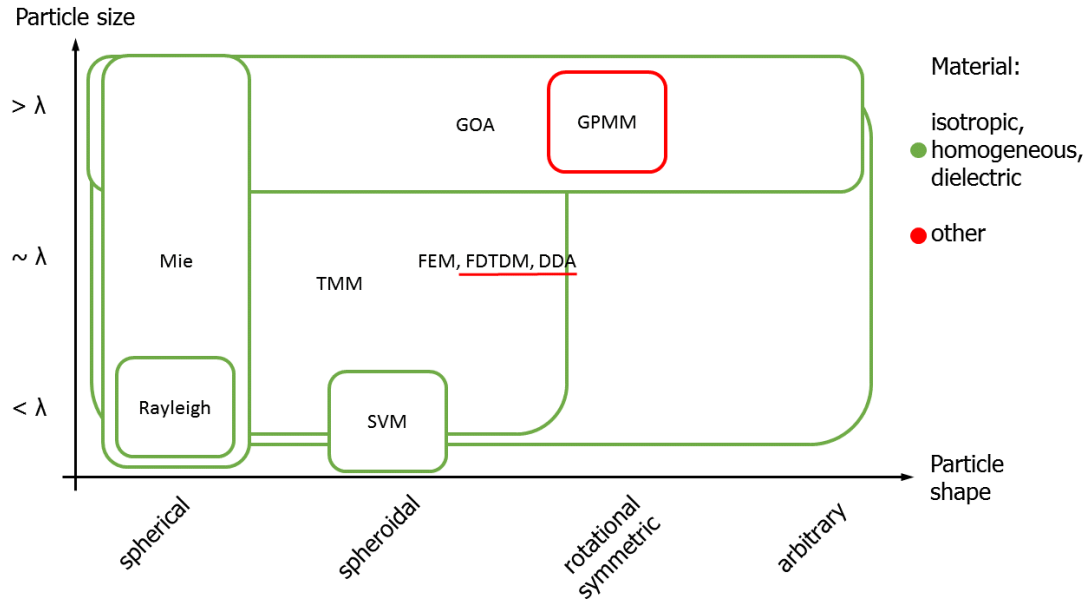 Particle size
> λ
~ λ
< λ
GOA
GPMM
Mie
TMM
FEM, FDTDM, DDA
Rayleigh
SVM
Material:
isotropic,
homogeneous,
dielectric
other
Particle
shape
spherical
spheroidal
rotational
symmetric
arbitrary